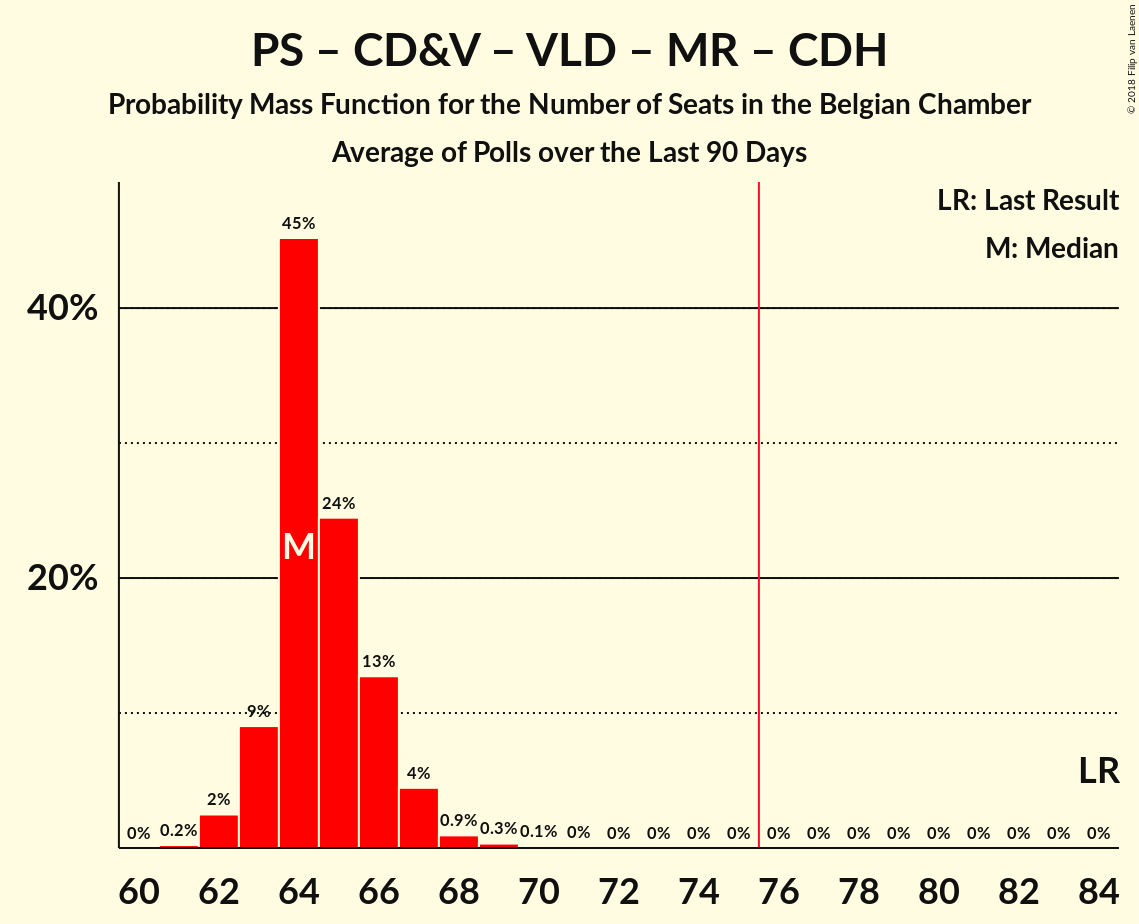 PS – CD&V – VLD – MR – CDH
Probability Mass Function for the Number of Seats in the Belgian Chamber
Average of Polls over the Last 90 Days
© 2018 Filip van Laenen
LR: Last Result
M: Median
40%
20%
0% 0.2% 2% 9% 45% 24% 13% 4% 0.9% 0.3% 0.1% 0% 0% 0% 0% 0% 0% 0% 0% 0% 0% 0% 0% 0% 0%
M
LR
60 62 64 66 68 70 72 74 76 78 80 82 84